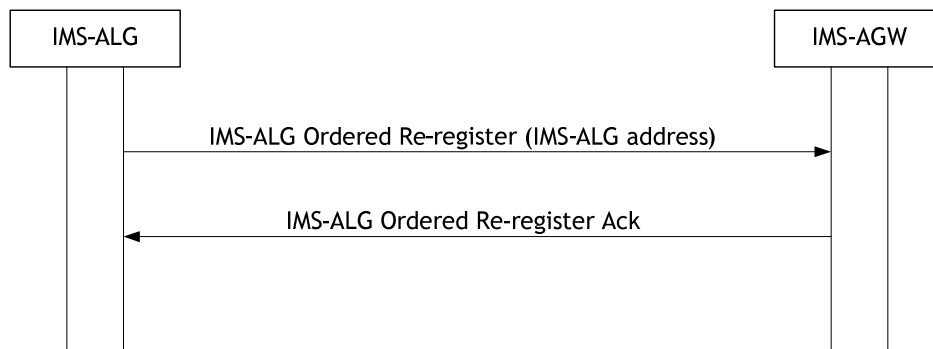 IMS-ALG
IMS-AGW
IMS-ALG Ordered Re-register (IMS-ALG address)
IMS-ALG Ordered Re-register Ack